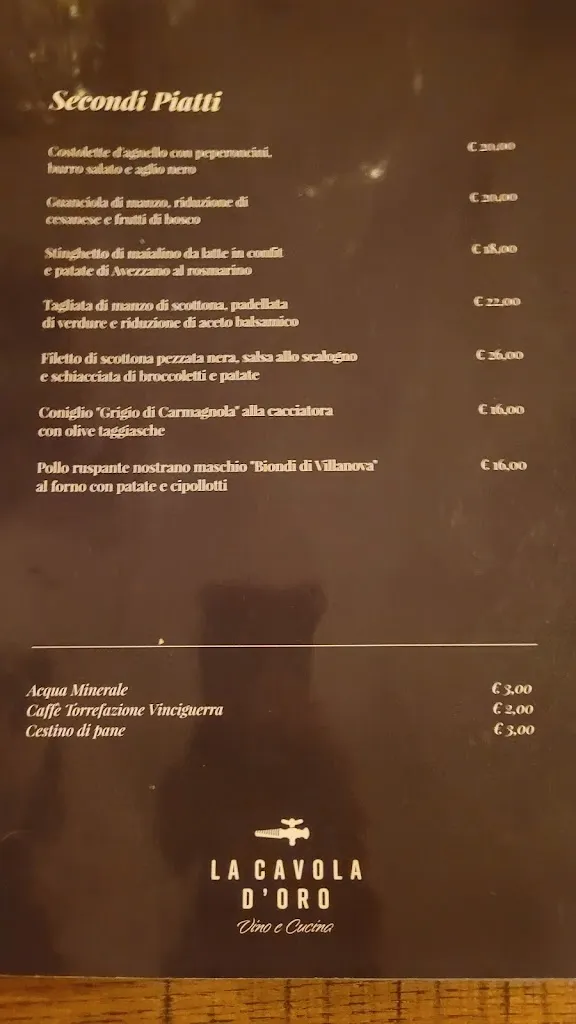 Secondi Piatti
Costolette d'agnello con peperoncini, € 20,00
burro salato e aglio nero
Guanciola di manzo, riduzione di € 20,00
cesanese e frutti di bosco
Stinghetto di maialino da latte in confit € 18,00
e patate di Avezzano al rosmarino
Tagliata di manzo di scottona, padellata € 22,00
di verdure e riduzione di aceto balsamico
Filetto di scottona pezzata nera, salsa allo scalogno € 26,00
e schiacciata di broccoletti e patate
Coniglio "Grigio di Carmagnola" alla cacciatora € 16,00
con olive taggiasche
Pollo ruspante nostrano maschio "Biondi di Villanova" € 16,00
al forno con patate e cipollotti
Acqua Minerale € 3,00
Caffè Torrefazione Vinciguerra € 2,00
Cestino di pane € 3,00
LA CAVOLA
D'ORO
Vino e Cucina